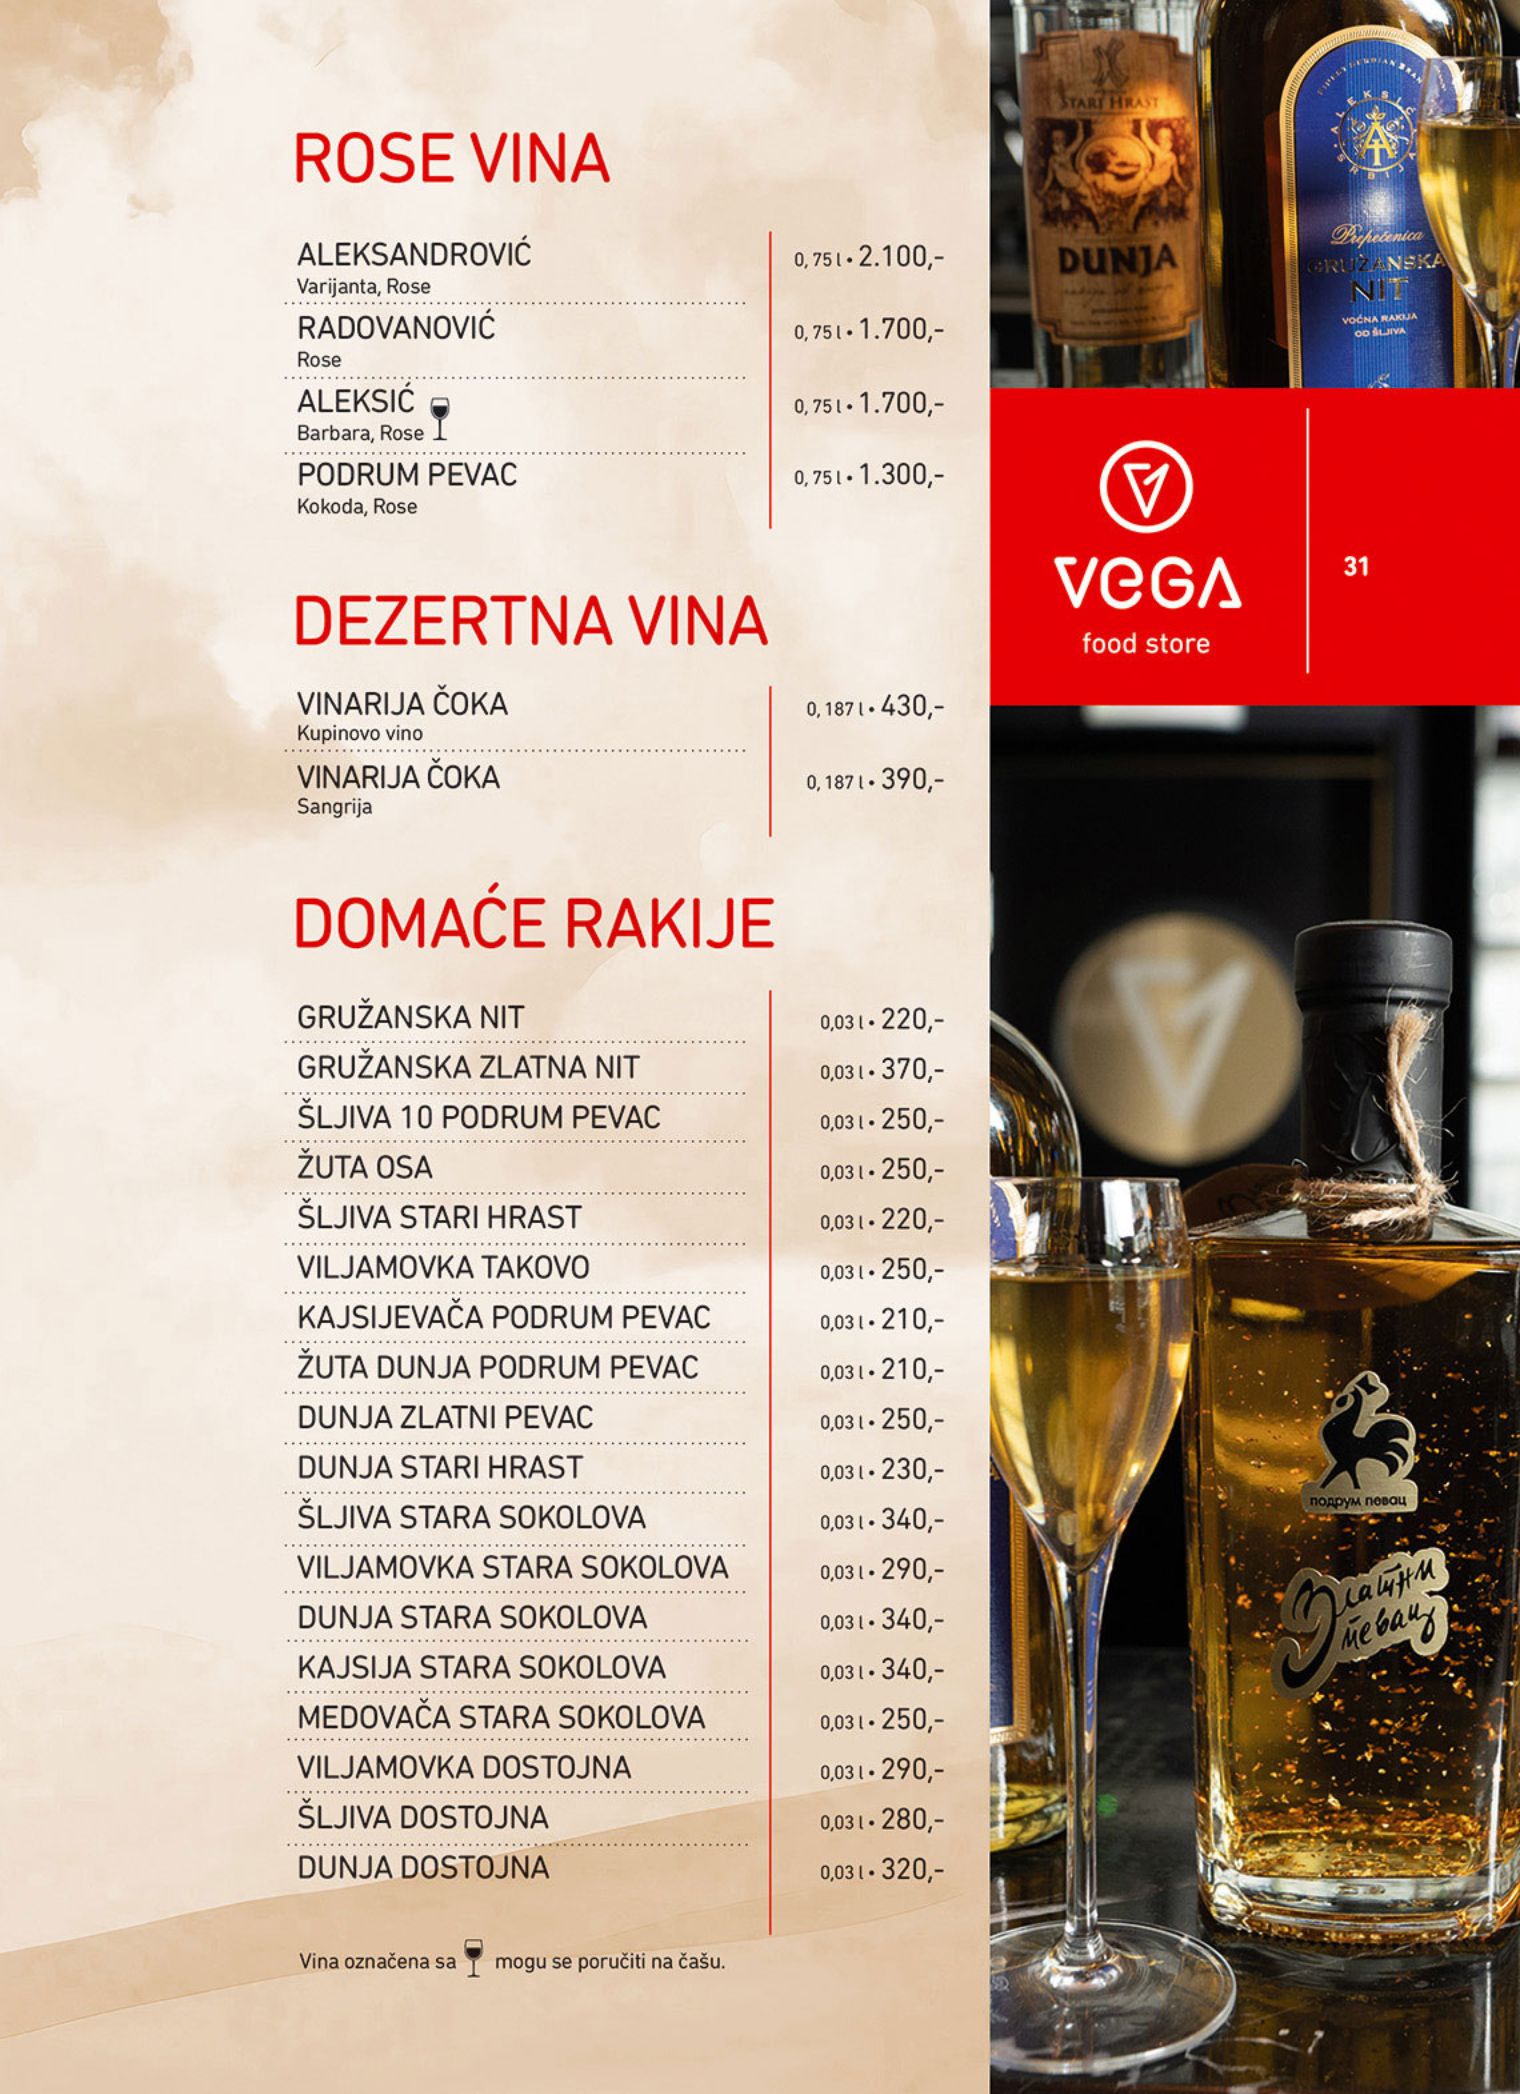 ROSE VINA
ALEKSANDROVIĆ 0,75 l • 2.100,-
Varijanta, Rose
RADOVANOVIĆ 0,75 l • 1.700,-
Rose
ALEKSIĆ 0,75 l • 1.700,-
Barbara, Rose
PODRUM PEVAC 0,75 l • 1.300,-
Kokoda, Rose
DEZERTNA VINA
VINARIJA ČOKA 0,187 l • 430,-
Kupinovo vino
VINARIJA ČOKA 0,187 l • 390,-
Sangrija
DOMAĆE RAKIJE
GRUŽANSKA NIT 0,03 l • 220,-
GRUŽANSKA ZLATNA NIT 0,03 l • 370,-
ŠLJIVA 10 PODRUM PEVAC 0,03 l • 250,-
ŽUTA OSA 0,03 l • 250,-
ŠLJIVA STARI HRAST 0,03 l • 220,-
VILJAMOVKA TAKOVO 0,03 l • 250,-
KAJSIJEVAČA PODRUM PEVAC 0,03 l • 210,-
ŽUTA DUNJA PODRUM PEVAC 0,03 l • 210,-
DUNJA ZLATNI PEVAC 0,03 l • 250,-
DUNJA STARI HRAST 0,03 l • 230,-
ŠLJIVA STARA SOKOLOVA 0,03 l • 340,-
VILJAMOVKA STARA SOKOLOVA 0,03 l • 290,-
DUNJA STARA SOKOLOVA 0,03 l • 340,-
KAJSIJA STARA SOKOLOVA 0,03 l • 340,-
MEDOVAČA STARA SOKOLOVA 0,03 l • 250,-
VILJAMOVKA DOSTOJNA 0,03 l • 290,-
ŠLJIVA DOSTOJNA 0,03 l • 280,-
DUNJA DOSTOJNA 0,03 l • 320,-
Vina označena sa mogu se poručiti na čašu.
STARI HRAST
DUNJA
ALEKSIĆ
SRBIJA
Prepečenica
GRUŽANSKA
NIT
VOĆNA RAKIJA
OD ŠLJIVA
VEGA
food store
31
подрум певац
Златни
певац